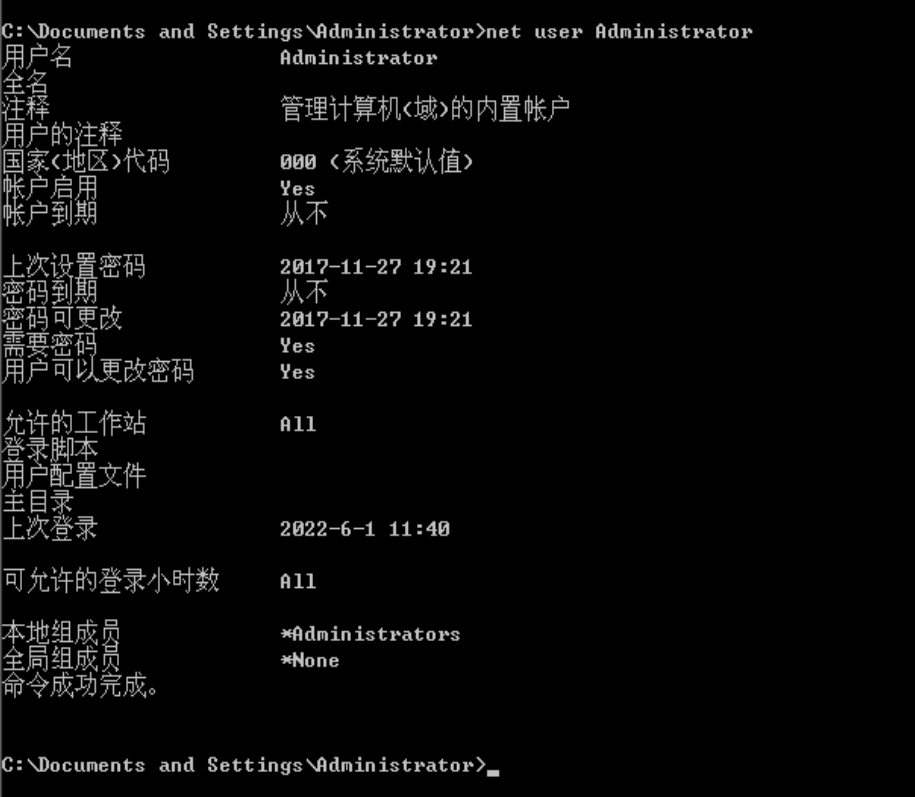 C:\Documents and Settings\Administrator>net user Administrator
用户名 Administrator
全名
注释 管理计算机(域)的内置帐户
用户的注释
国家(地区)代码 000 (系统默认值)
帐户启用 Yes
帐户到期 从不
上次设置密码 2017-11-27 19:21
密码到期 从不
密码可更改 2017-11-27 19:21
需要密码 Yes
用户可以更改密码 Yes
允许的工作站 All
登录脚本
用户配置文件
主目录
上次登录 2022-6-1 11:40
可允许的登录小时数 All
本地组成员 *Administrators
全局组成员 *None
命令成功完成。
C:\Documents and Settings\Administrator>_